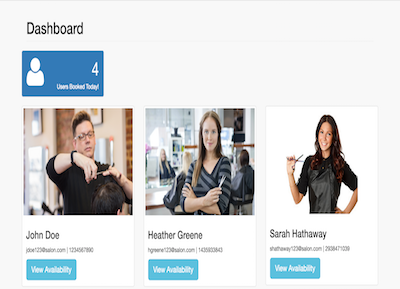 Dashboard
4
Users Booked Today!
John Doe
jdoe123@salon.com | 1234567890
View Availability
Heather Greene
hgreene123@salon.com | 1435933843
View Availability
Sarah Hathaway
shathaway123@salon.com | 2938471039
View Availability